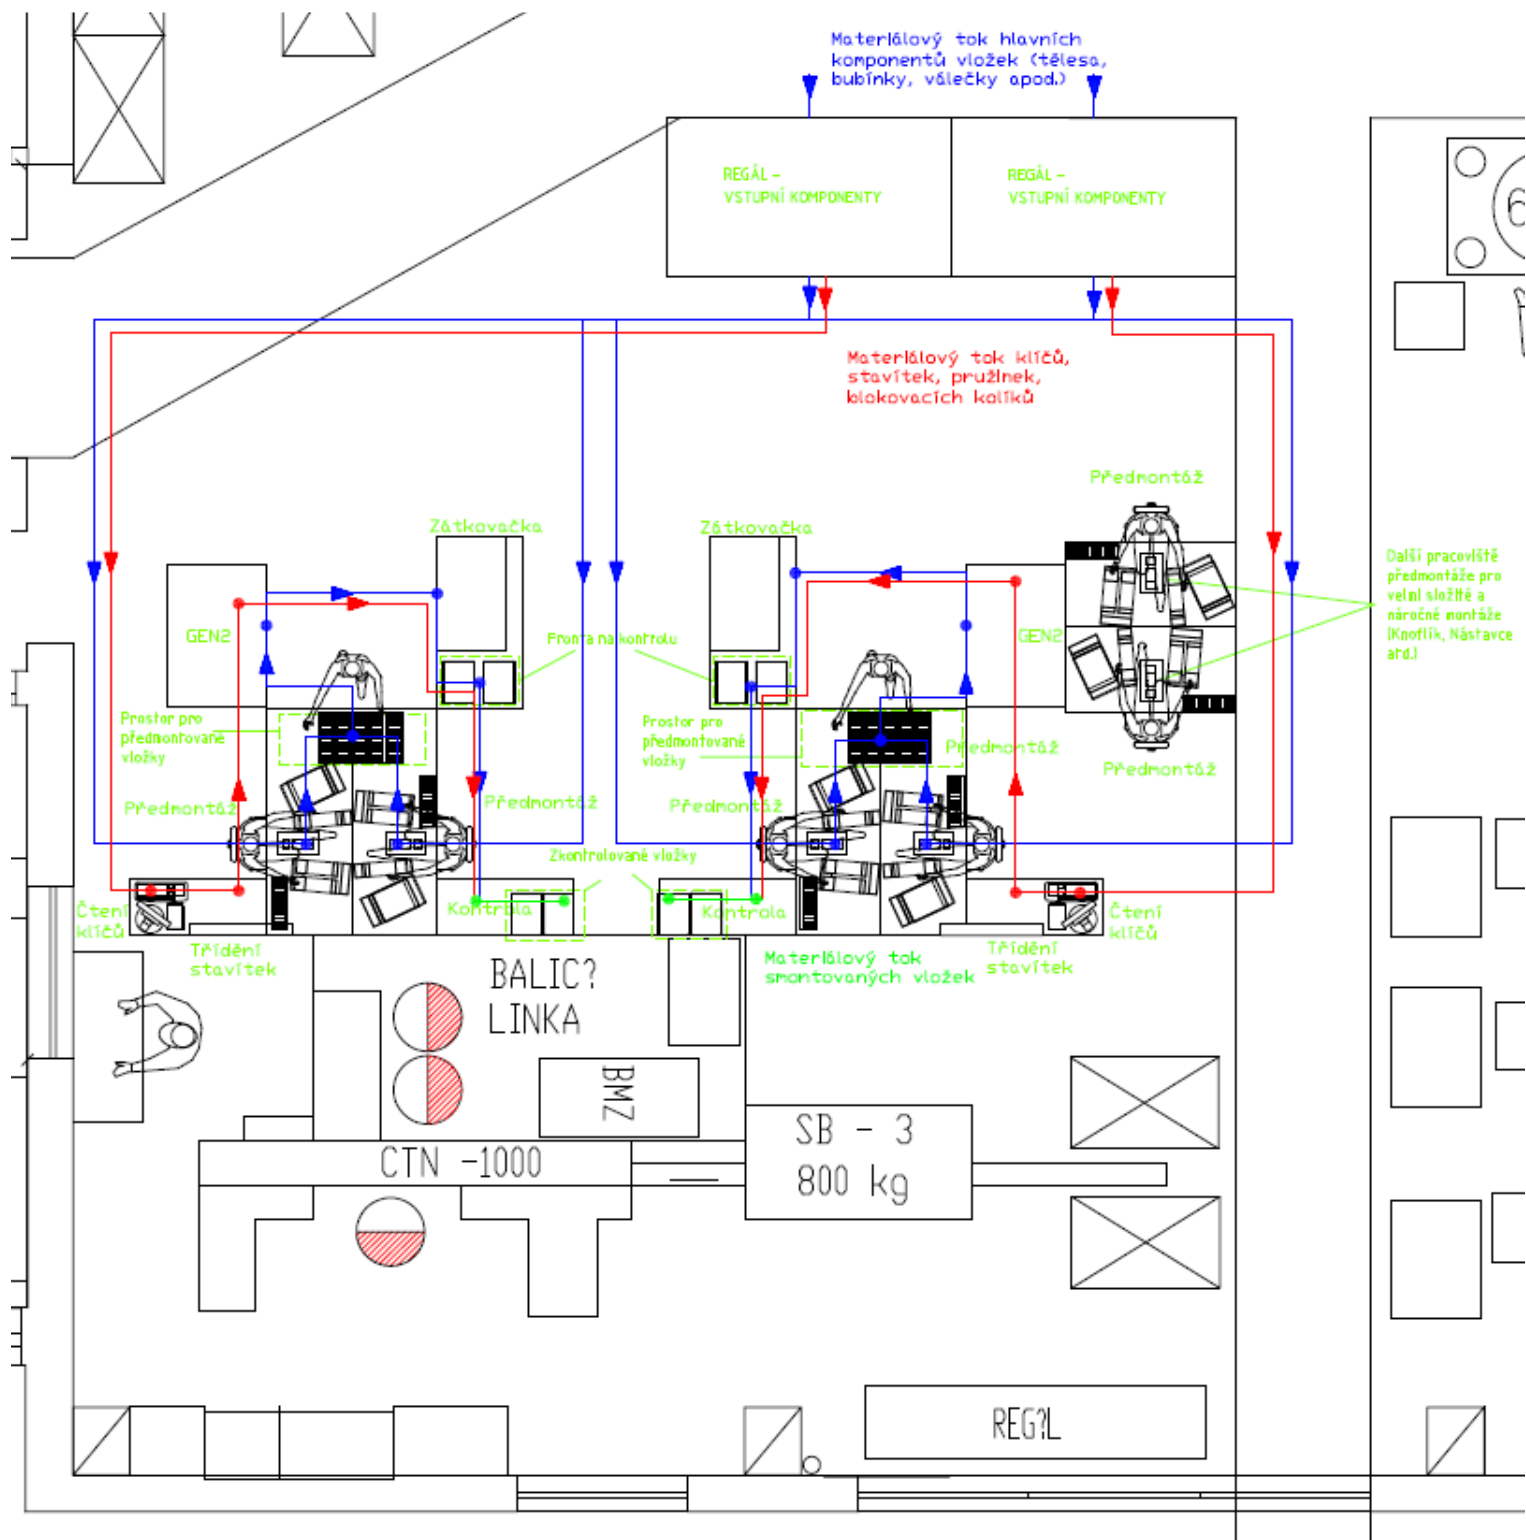 Materiálový tok hlavních
komponentů vložek (tělesa,
bubínky, válečky apod.)
REGÁL –
VSTUPNÍ KOMPONENTY
REGÁL –
VSTUPNÍ KOMPONENTY
6
Materiálový tok klíčů,
stavítek, pružinek,
blokovacích kolíků
Předmontáž
Zátkovačka
Zátkovačka
Další pracoviště
předmontáže pro
velmi složité a
náročné montáže
(Knoflík, Nástavce
atd.)
GEN2
Fronta na kontrolu
GEN2
Prostor pro
předmontované
vložky
Prostor pro
předmontované
vložky
Předmontáž
Předmontáž
Předmontáž
Předmontáž
Předmontáž
Zkontrolované vložky
Čtení
klíčů
Kontrola
Kontrola
Čtení
klíčů
Třídění
stavítek
Materiálový tok
smontovaných vložek
Třídění
stavítek
BALIC?
LINKA
BMZ
CTN -1000
SB - 3
800 kg
REG?L